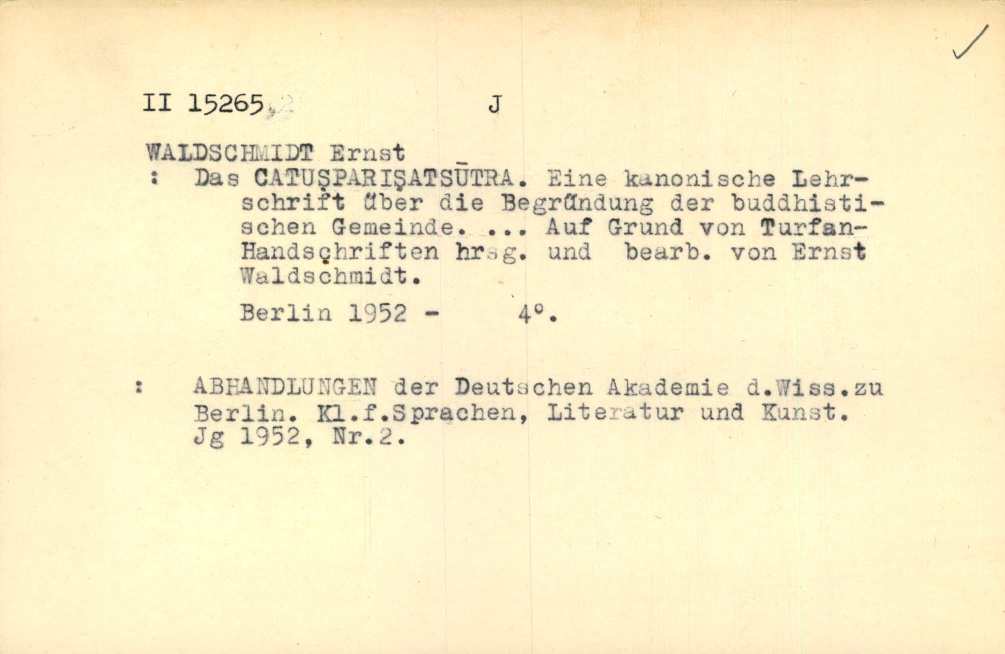 II 15265,2 J
WALDSCHMIDT Ernst
: Das CATUṢPARIṢATSŪTRA. Eine kanonische Lehr-
schrift über die Begründung der buddhisti-
schen Gemeinde. ... Auf Grund von Turfan-
Handschriften hrsg. und bearb. von Ernst
Waldschmidt.
Berlin 1952 - 4°.
: ABHANDLUNGEN der Deutschen Akademie d.Wiss.zu
Berlin. Kl.f.Sprachen, Literatur und Kunst.
Jg 1952, Nr.2.